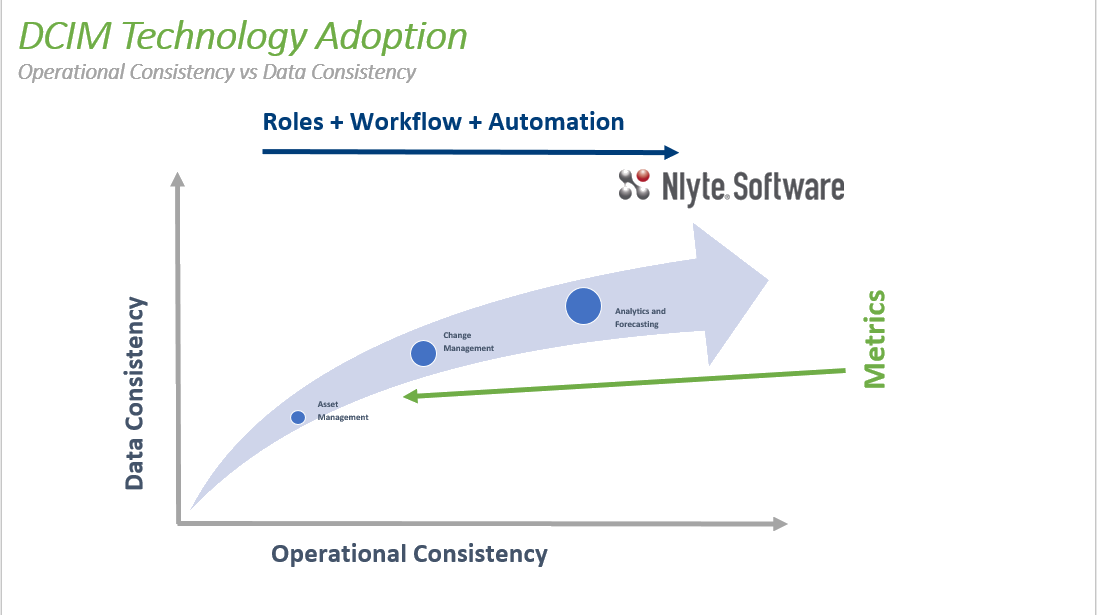 DCIM Technology Adoption
Operational Consistency vs Data Consistency
Roles + Workflow + Automation
Nlyte® Software
Data Consistency
Metrics
Analytics and
Forecasting
Change
Management
Asset
Management
Operational Consistency